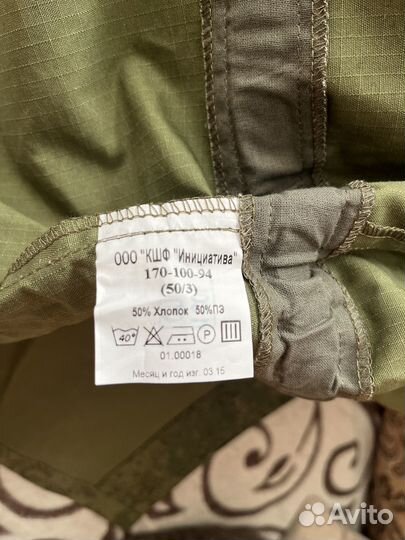 ООО "КШФ "Инициатива"
170-100-94
(50/3)
50% Хлопок 50%ПЭ
40°
P
01.00018
Месяц и год изг. 03 15
Avito